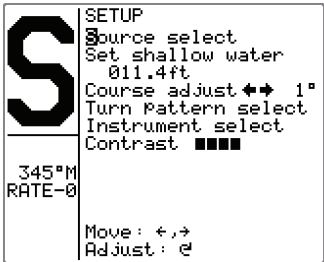 S
345°M
RATE-0
SETUP
Source select
Set shallow water
011.4ft
Course adjust ←→ 1°
Turn Pattern select
Instrument select
Contrast ■■■■
Move: ←,→
Adjust: ↻